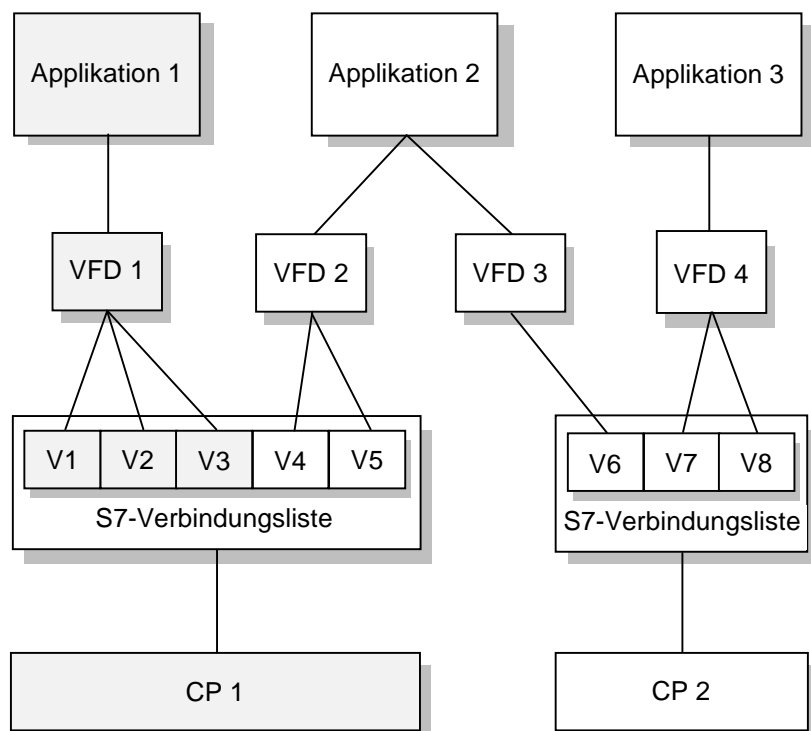 Applikation 1
Applikation 2
Applikation 3
VFD 1
VFD 2
VFD 3
VFD 4
V1
V2
V3
V4
V5
S7-Verbindungsliste
V6
V7
V8
S7-Verbindungsliste
CP 1
CP 2